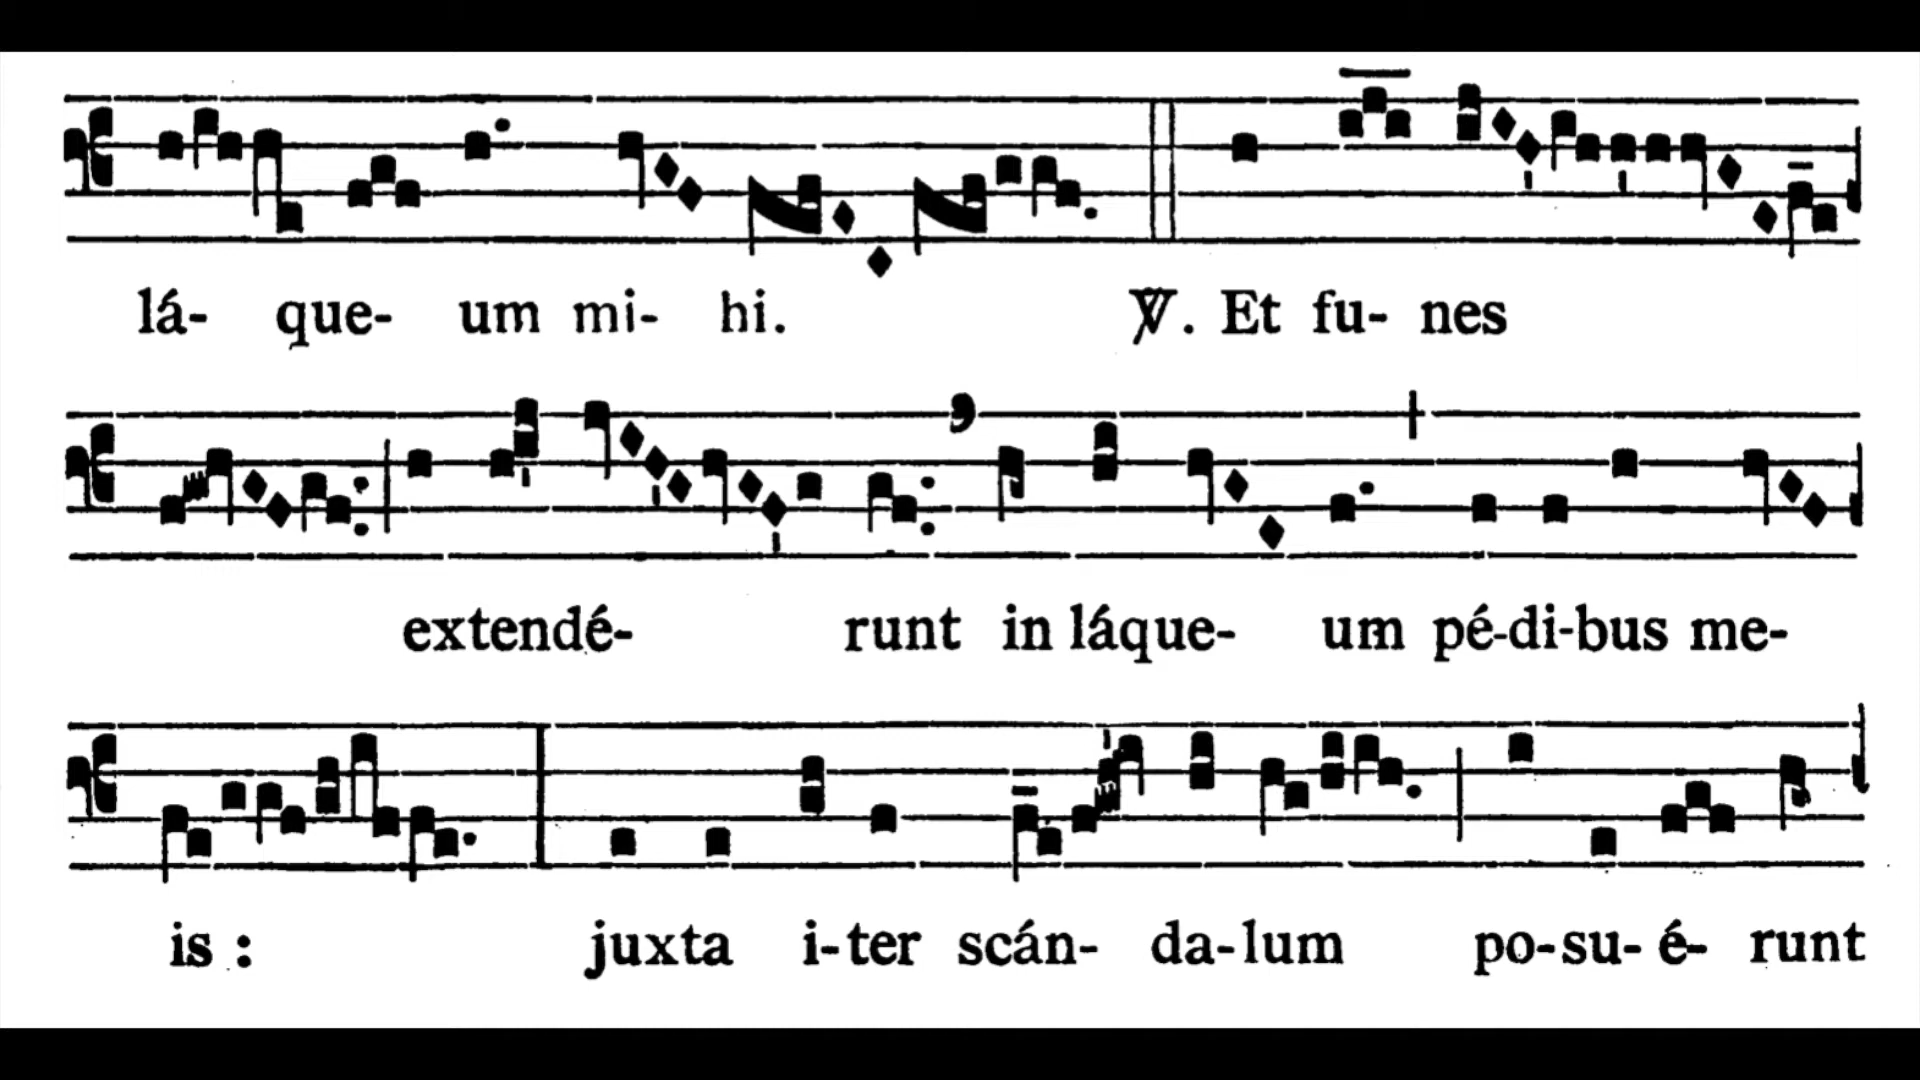 lá- que- um mi- hi. ℣. Et fu- nes
extendé- runt in láque- um pé-di-bus me-
is : juxta i-ter scán- da-lum po-su-é- runt